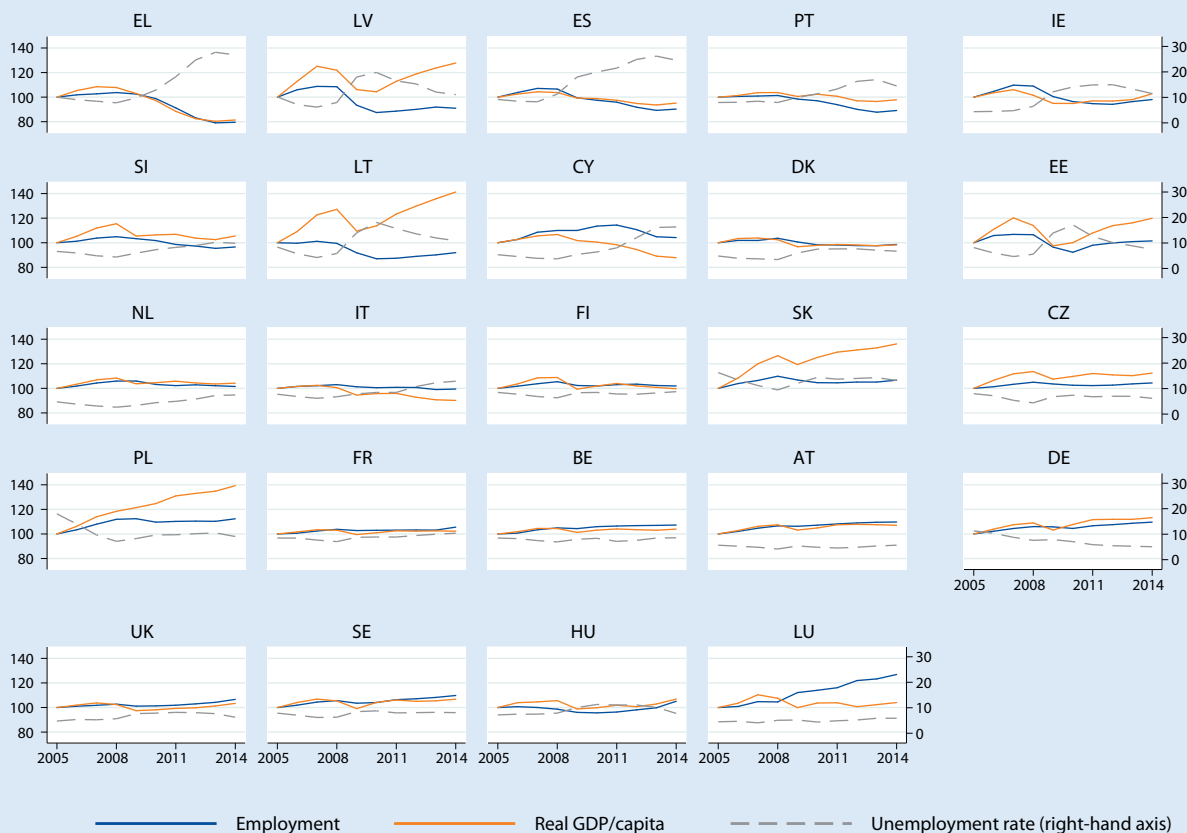 EL LV ES PT IE
140 30
120 20
100 10
80 0
SI LT CY DK EE
140 30
120 20
100 10
80 0
NL IT FI SK CZ
140 30
120 20
100 10
80 0
PL FR BE AT DE
140 30
120 20
100 10
80 0
2005 2008 2011 2014
UK SE HU LU
140 30
120 20
100 10
80 0
2005 2008 2011 2014 2005 2008 2011 2014 2005 2008 2011 2014 2005 2008 2011 2014
Employment Real GDP/capita Unemployment rate (right-hand axis)